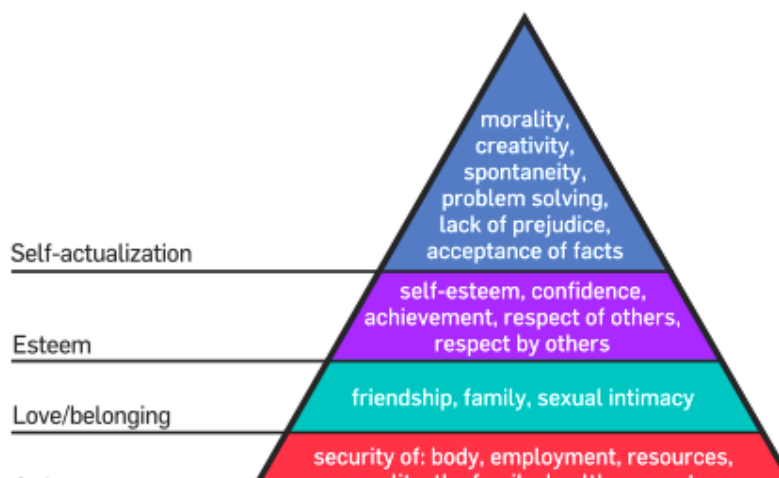 morality,
creativity,
spontaneity,
problem solving,
lack of prejudice,
acceptance of facts
Self-actualization
self-esteem, confidence,
achievement, respect of others,
respect by others
Esteem
friendship, family, sexual intimacy
Love/belonging
security of: body, employment, resources,